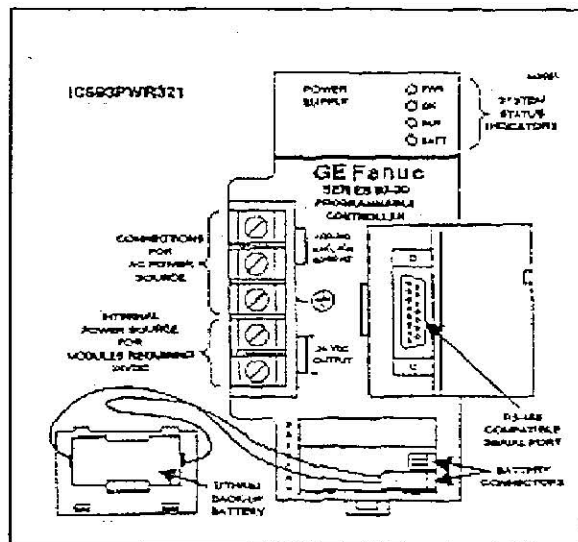 IC693PWR321
POWER
SUPPLY
PWR
OK
RUN
BATT
SYSTEM
STATUS
INDICATORS
GE Fanuc
SERIES 90-30
PROGRAMMABLE
CONTROLLER
CONNECTIONS
FOR
AC POWER
SOURCE
INTERNAL
POWER SOURCE
FOR
MODULES REQUIRING
24VDC
24 VDC
OUTPUT
RS-485
COMPATIBLE
SERIAL PORT
BATTERY
CONNECTORS
LITHIUM
BACK-UP
BATTERY